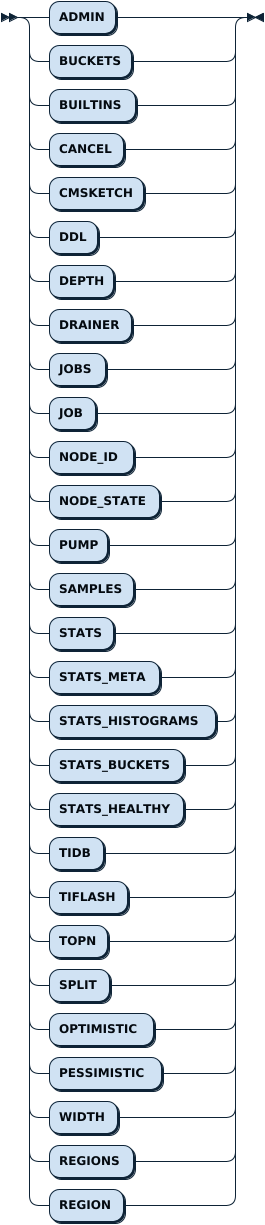 ADMIN
BUCKETS
BUILTINS
CANCEL
CMSKETCH
DDL
DEPTH
DRAINER
JOBS
JOB
NODE_ID
NODE_STATE
PUMP
SAMPLES
STATS
STATS_META
STATS_HISTOGRAMS
STATS_BUCKETS
STATS_HEALTHY
TIDB
TIFLASH
TOPN
SPLIT
OPTIMISTIC
PESSIMISTIC
WIDTH
REGIONS
REGION